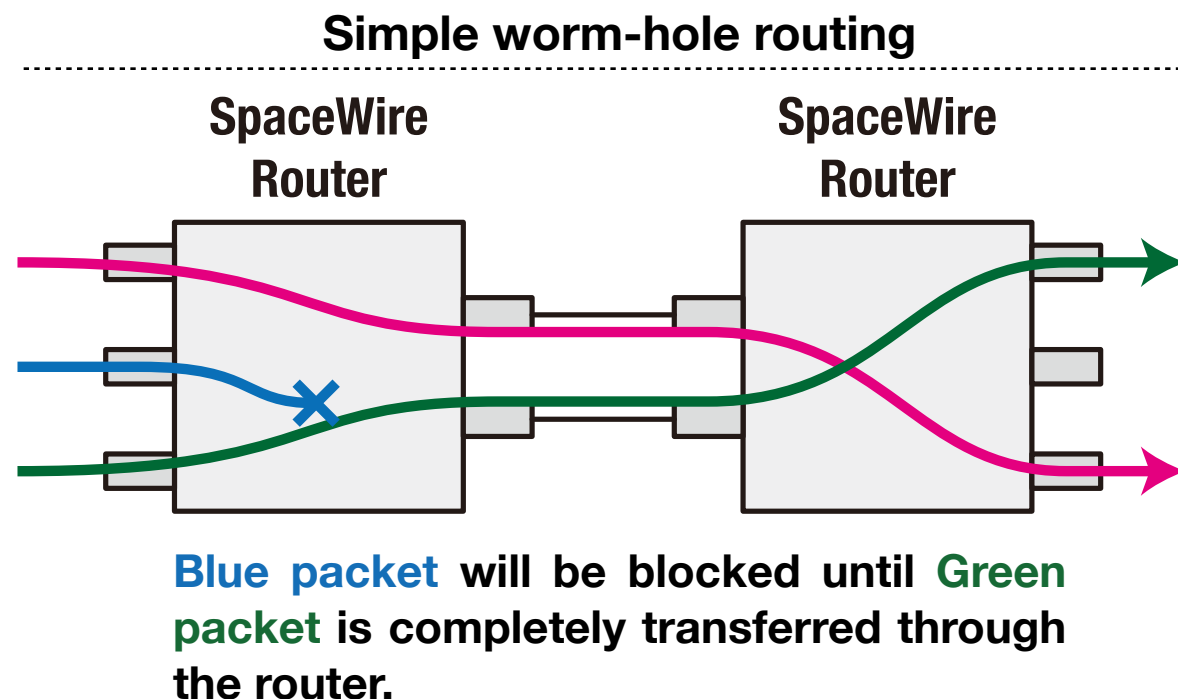 Simple worm-hole routing
SpaceWire
Router
SpaceWire
Router
Blue packet will be blocked until Green
packet is completely transferred through
the router.